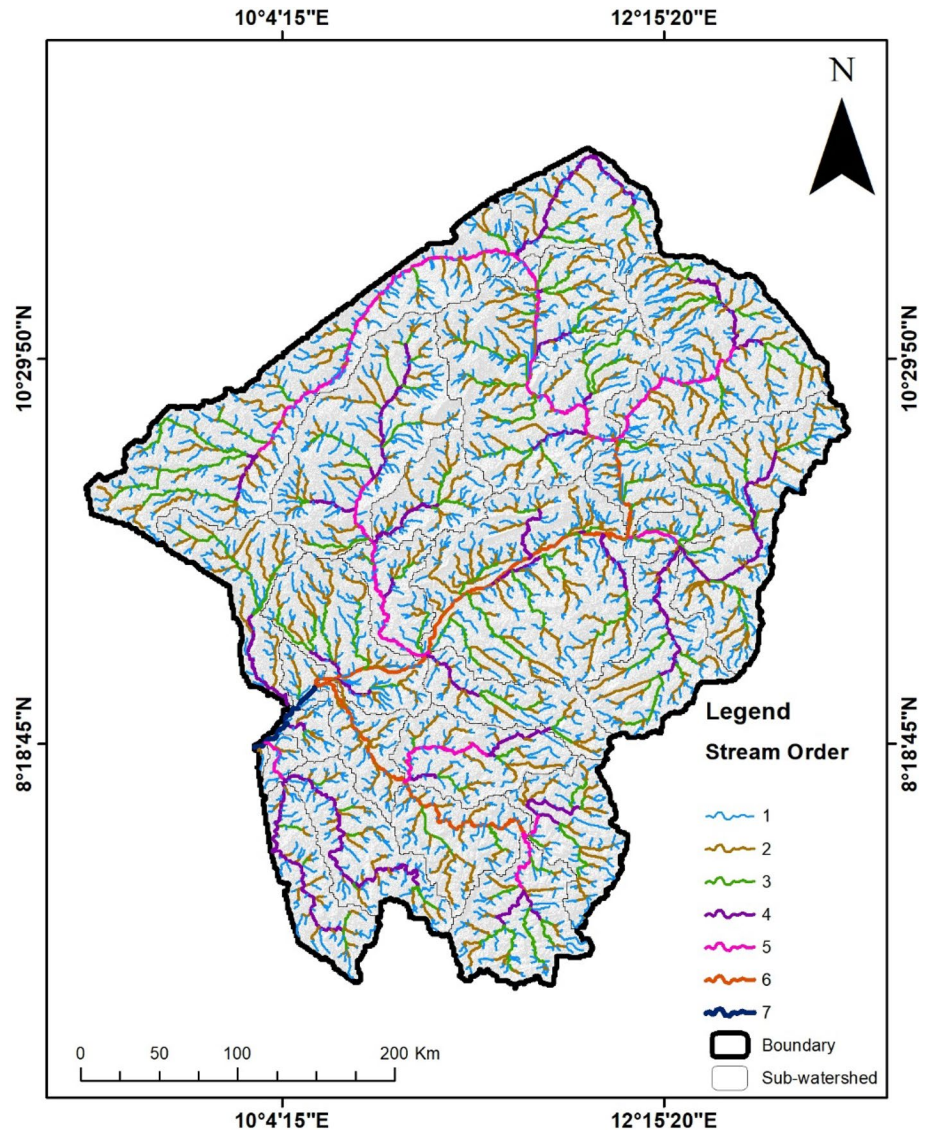 10°4'15"E 12°15'20"E
N
10°29'50"N 10°29'50"N
8°18'45"N 8°18'45"N
Legend
Stream Order
1
2
3
4
5
6
7
Boundary
Sub-watershed
0 50 100 200 Km
10°4'15"E 12°15'20"E